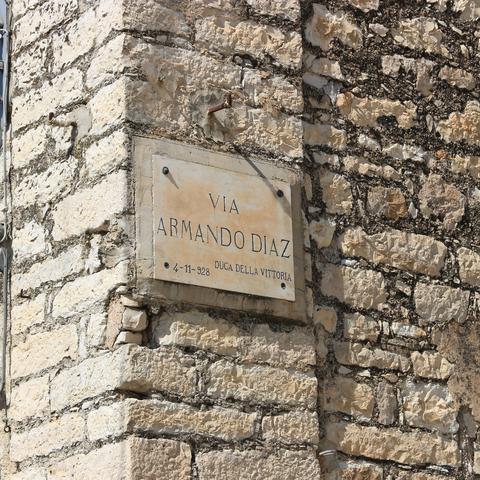 VIA
ARMANDO DIAZ
DUCA DELLA VITTORIA
4-11-928